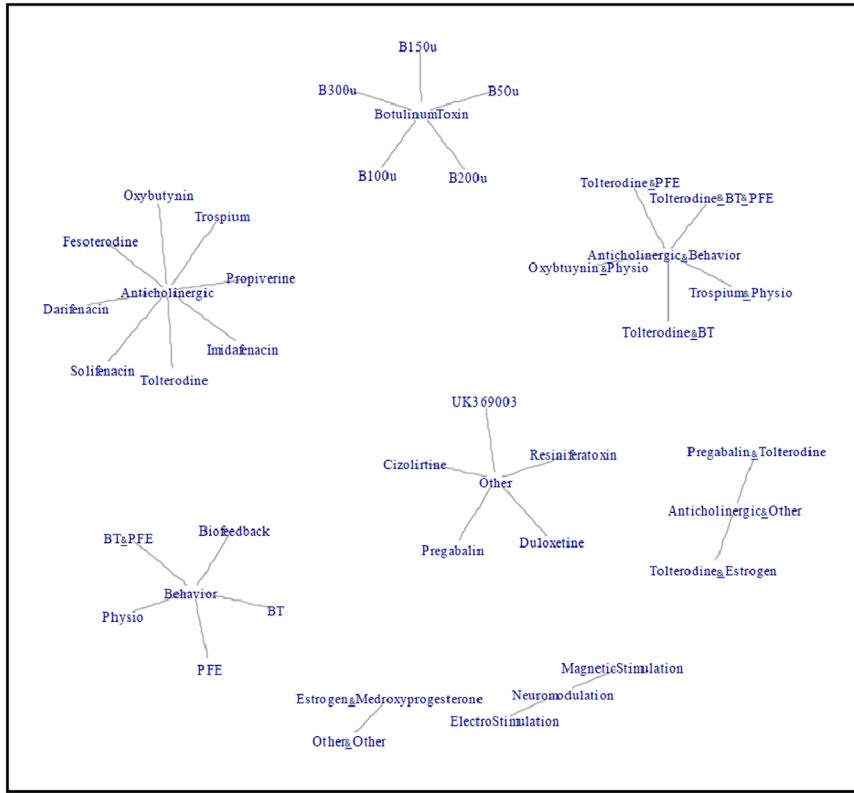 B150u
B300u
B50u
BotulinumToxin
B100u
B200u
Oxybutynin
Trospium
Fesoterodine
Propiverine
Anticholinergic
Darifenacin
Imidafenacin
Solifenacin
Tolterodine
Tolterodine&PFE
Tolterodine&BT&PFE
Anticholinergic&Behavior
Oxybtuynin&Physio
Trospium&Physio
Tolterodine&BT
UK369003
Cizolirtine
Resiniferatoxin
Other
Pregabalin
Duloxetine
Pregabalin&Tolterodine
Anticholinergic&Other
Tolterodine&Estrogen
BT&PFE
Biofeedback
Behavior
Physio
BT
PFE
Estrogen&Medroxyprogesterone
Other&Other
MagneticStimulation
Neuromodulation
ElectroStimulation